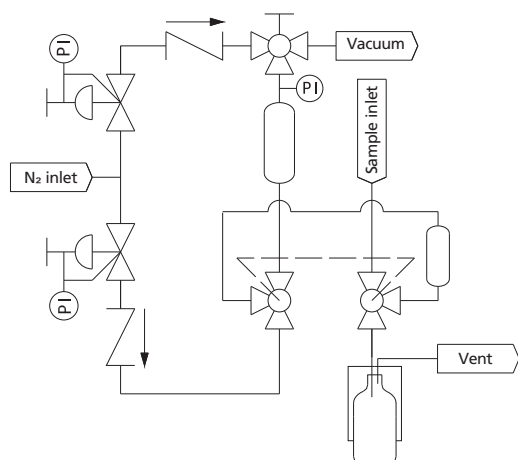 PI
Vacuum
PI
Sample inlet
N₂ inlet
PI
Vent